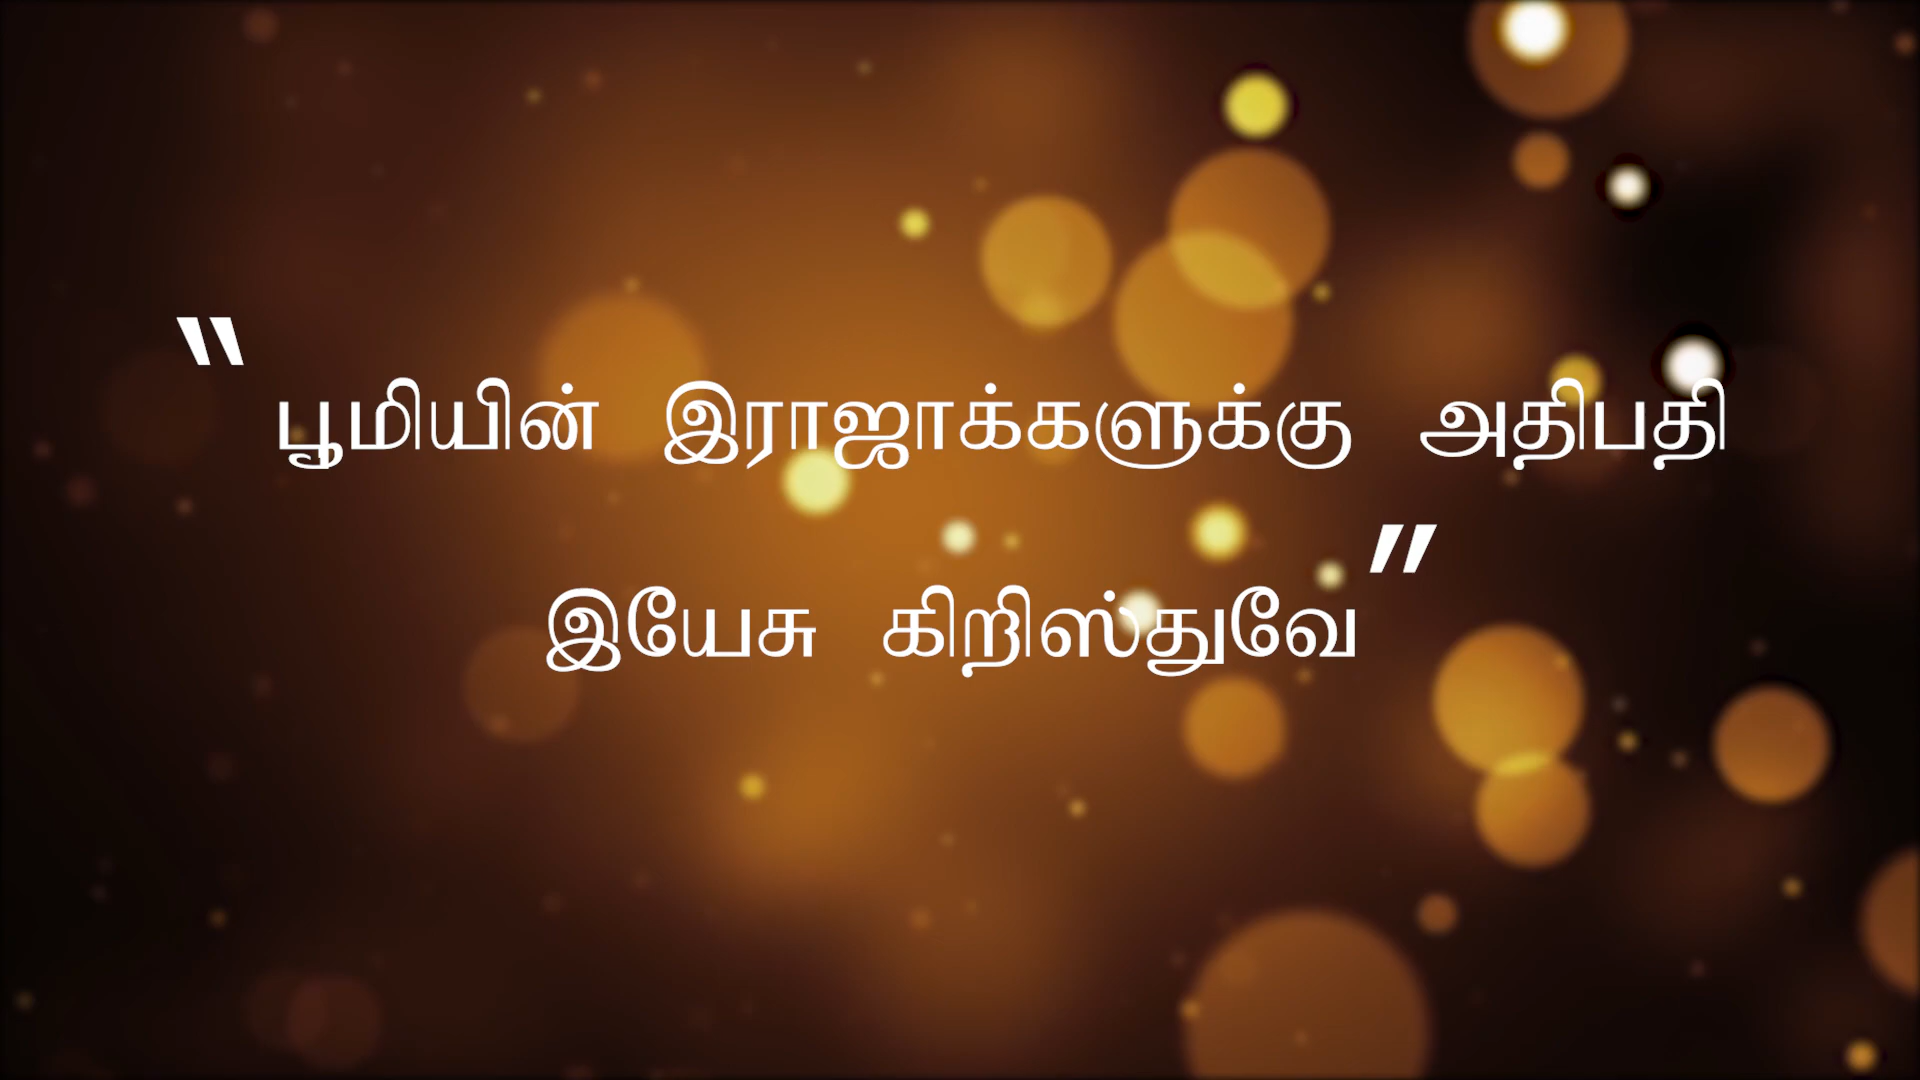 “பூமியின் இராஜாக்களுக்கு அதிபதி
இயேசு கிறிஸ்துவே”